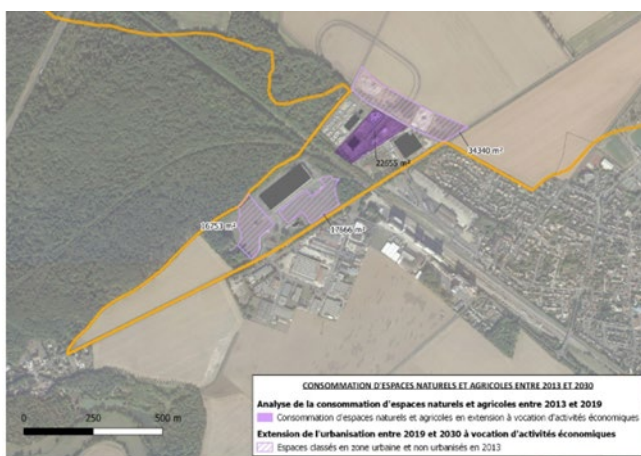 34340 m²
22655 m²
16753 m²
17666 m²
CONSOMMATION D'ESPACES NATURELS ET AGRICOLES ENTRE 2013 ET 2030
Analyse de la consommation d'espaces naturels et agricoles entre 2013 et 2019
Consommation d'espaces naturels et agricoles en extension à vocation d'activités économiques
Extension de l'urbanisation entre 2019 et 2030 à vocation d'activités économiques
Espaces classés en zone urbaine et non urbanisés en 2013
0 250 500 m